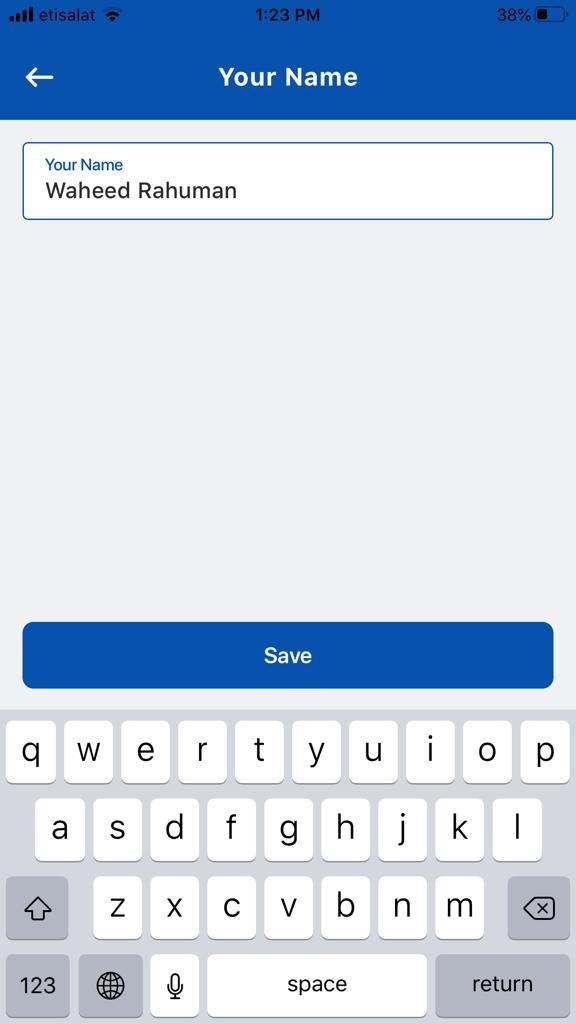 etisalat 1:23 PM 38%
Your Name
Your Name
Waheed Rahuman
Save
q w e r t y u i o p
a s d f g h j k l
z x c v b n m
123 space return